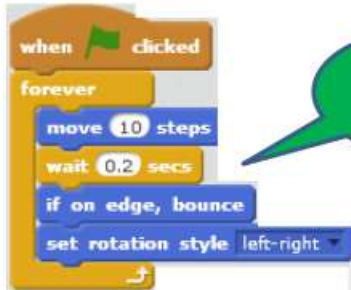 when clicked
forever
move 10 steps
wait 0.2 secs
if on edge, bounce
set rotation style left-right